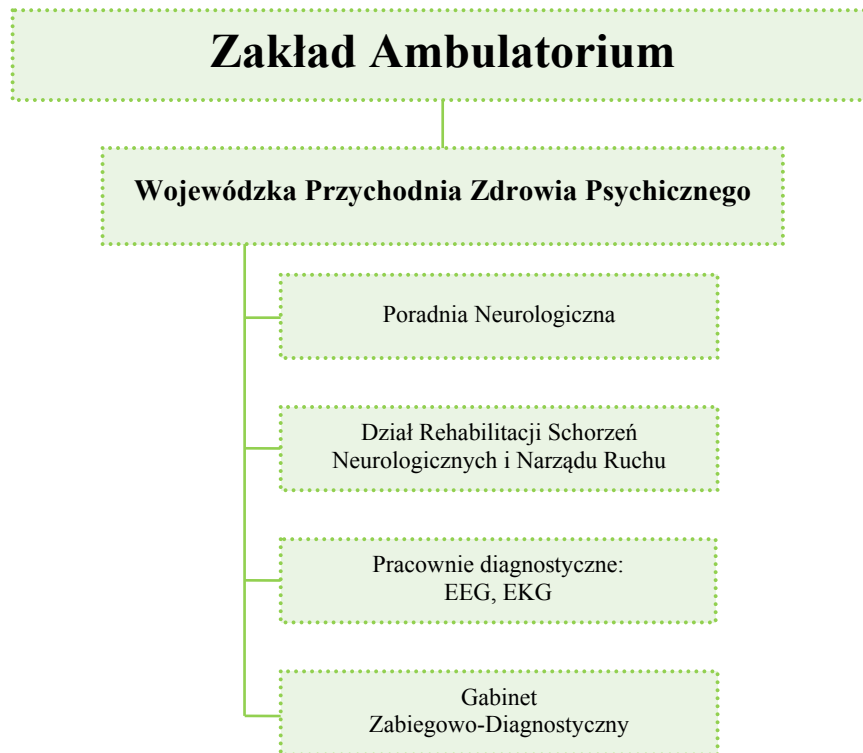 Zakład Ambulatorium
Wojewódzka Przychodnia Zdrowia Psychicznego
Poradnia Neurologiczna
Dział Rehabilitacji Schorzeń
Neurologicznych i Narządu Ruchu
Pracownie diagnostyczne:
EEG, EKG
Gabinet
Zabiegowo-Diagnostyczny